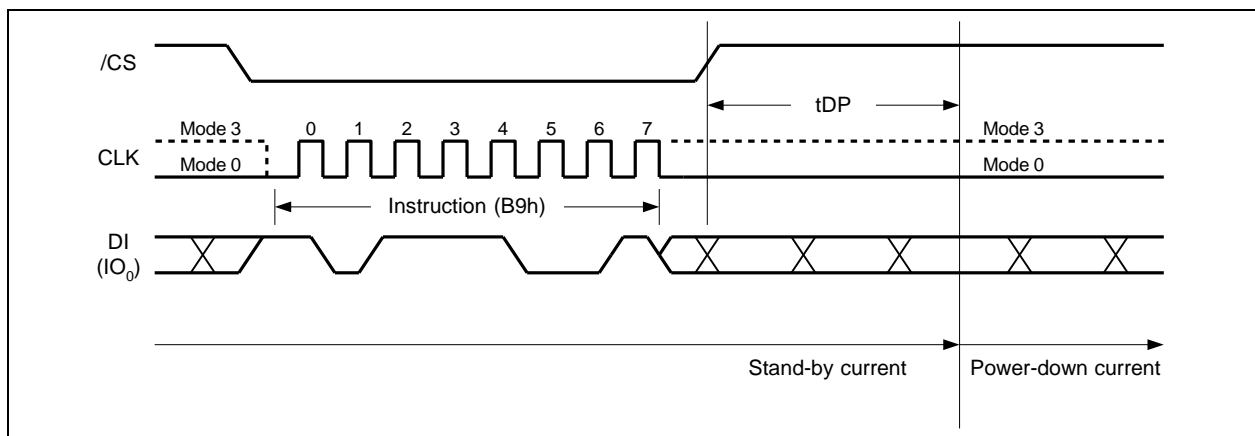 /CS
tDP
Mode 3 0 1 2 3 4 5 6 7 Mode 3
CLK
Mode 0 Mode 0
Instruction (B9h)
DI
(IO₀)
Stand-by current Power-down current